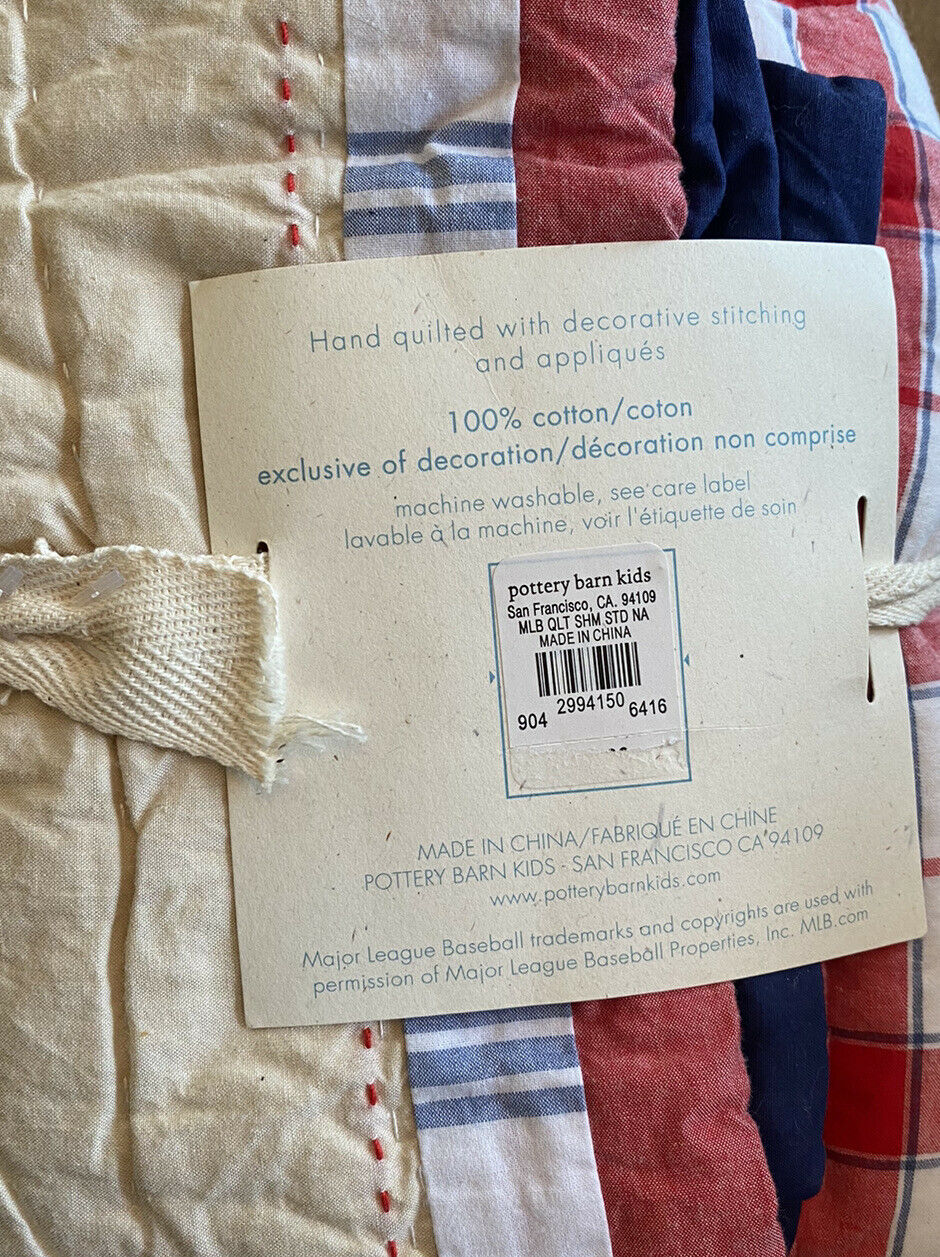 Hand quilted with decorative stitching
and appliqués
100% cotton/coton
exclusive of decoration/décoration non comprise
machine washable, see care label
lavable à la machine, voir l'étiquette de soin
pottery barn kids
San Francisco, CA. 94109
MLB QLT SHM STD NA
MADE IN CHINA
904 2994150 6416
MADE IN CHINA/FABRIQUÉ EN CHINE
POTTERY BARN KIDS - SAN FRANCISCO CA 94109
www.potterybarnkids.com
Major League Baseball trademarks and copyrights are used with
permission of Major League Baseball Properties, Inc. MLB.com